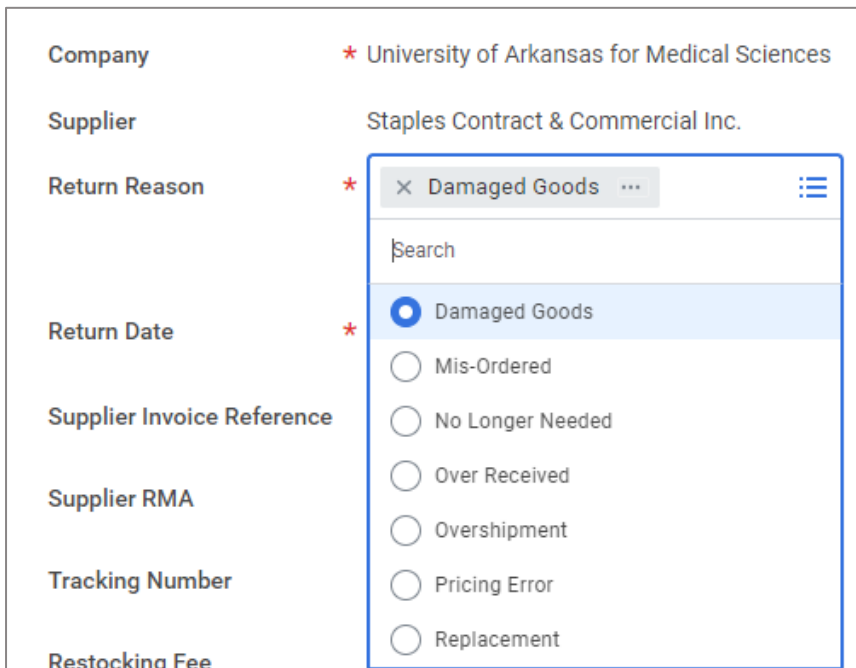 Company * University of Arkansas for Medical Sciences
Supplier Staples Contract & Commercial Inc.
Return Reason * × Damaged Goods ...
Search
Damaged Goods
Return Date *
Mis-Ordered
No Longer Needed
Supplier Invoice Reference
Over Received
Supplier RMA
Overshipment
Tracking Number
Pricing Error
Replacement
Restocking Fee